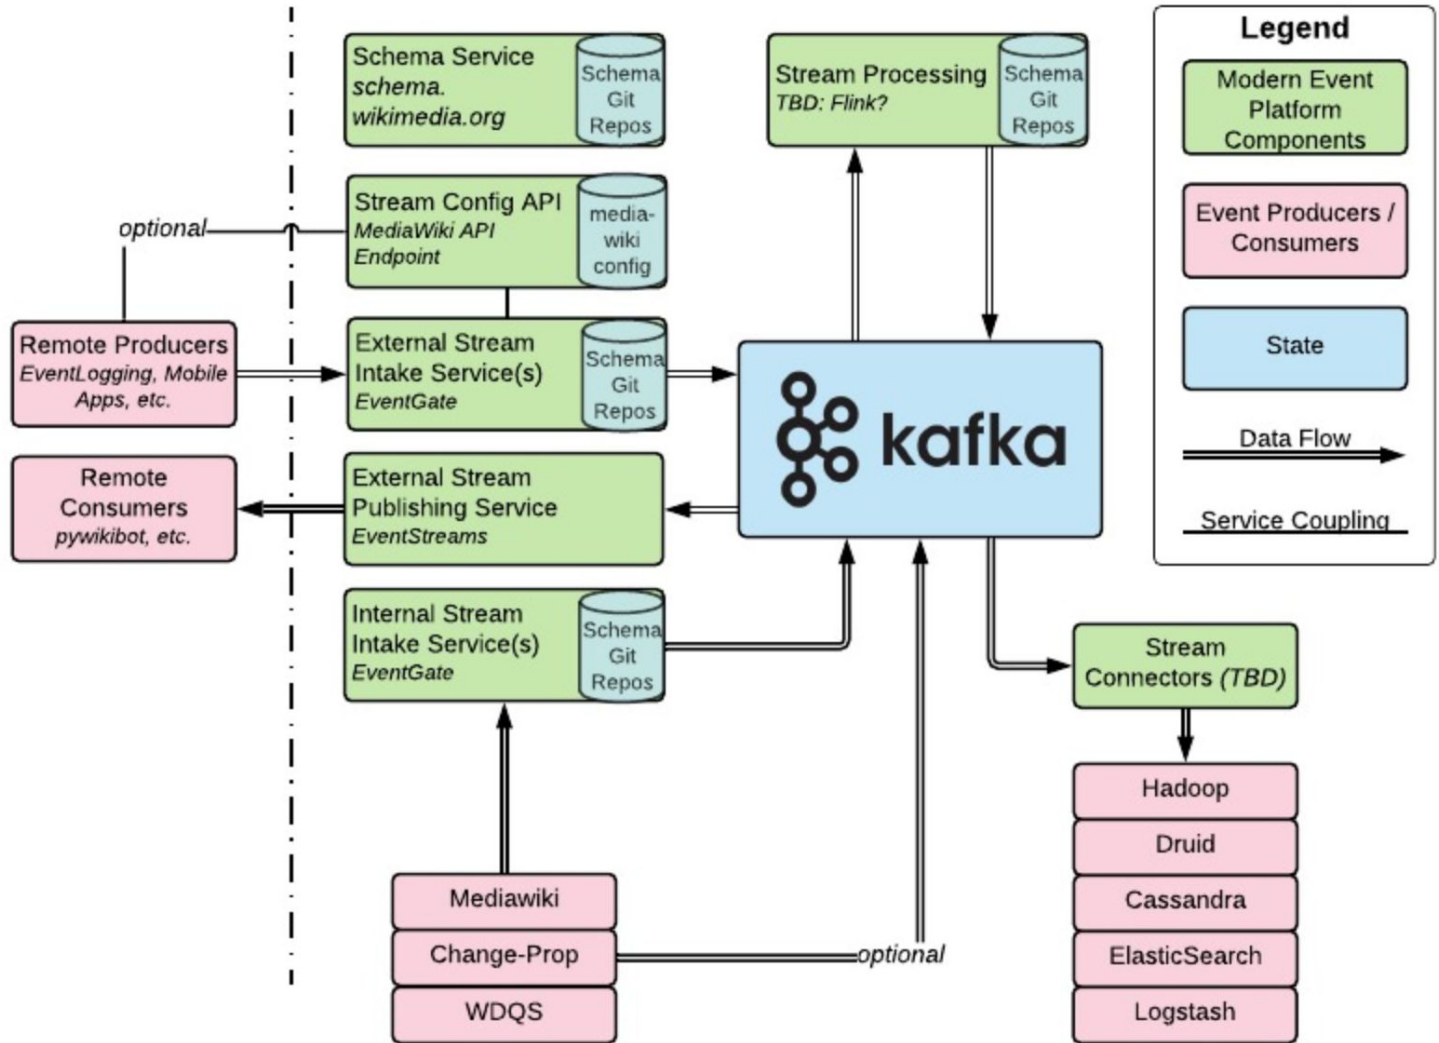 Schema Service
schema.
wikimedia.org
Schema
Git
Repos
Stream Processing
TBD: Flink?
Schema
Git
Repos
Legend
Modern Event
Platform
Components
Event Producers /
Consumers
State
Data Flow
Service Coupling
optional
Stream Config API
MediaWiki API
Endpoint
media-
wiki
config
Remote Producers
EventLogging, Mobile
Apps, etc.
External Stream
Intake Service(s)
EventGate
Schema
Git
Repos
kafka
Remote
Consumers
pywikibot, etc.
External Stream
Publishing Service
EventStreams
Internal Stream
Intake Service(s)
EventGate
Schema
Git
Repos
Stream
Connectors (TBD)
Mediawiki
Change-Prop
WDQS
optional
Hadoop
Druid
Cassandra
ElasticSearch
Logstash